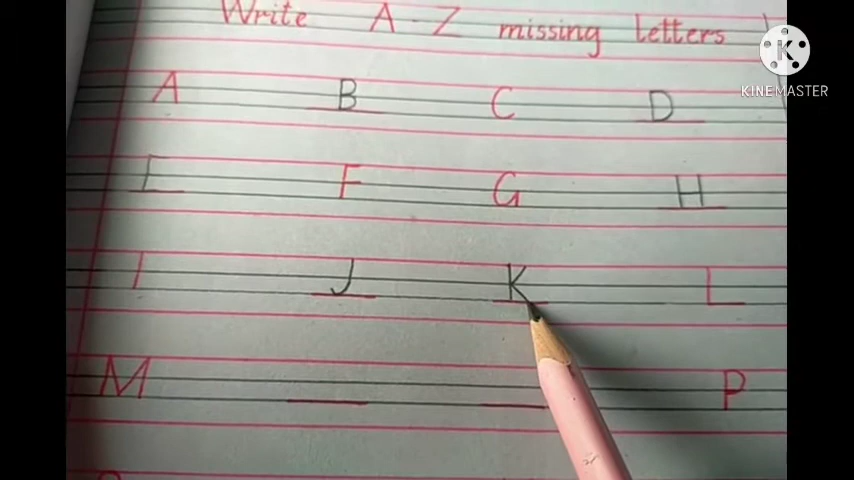 Write A-Z missing letters
K
KINEMASTER
A B C D
E F G H
I J K L
M P